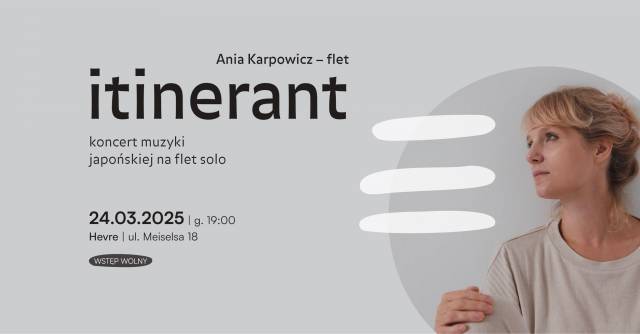 Ania Karpowicz – flet
itinerant
koncert muzyki
japońskiej na flet solo
24.03.2025 | g. 19:00
Hevre | ul. Meiselsa 18
WSTĘP WOLNY